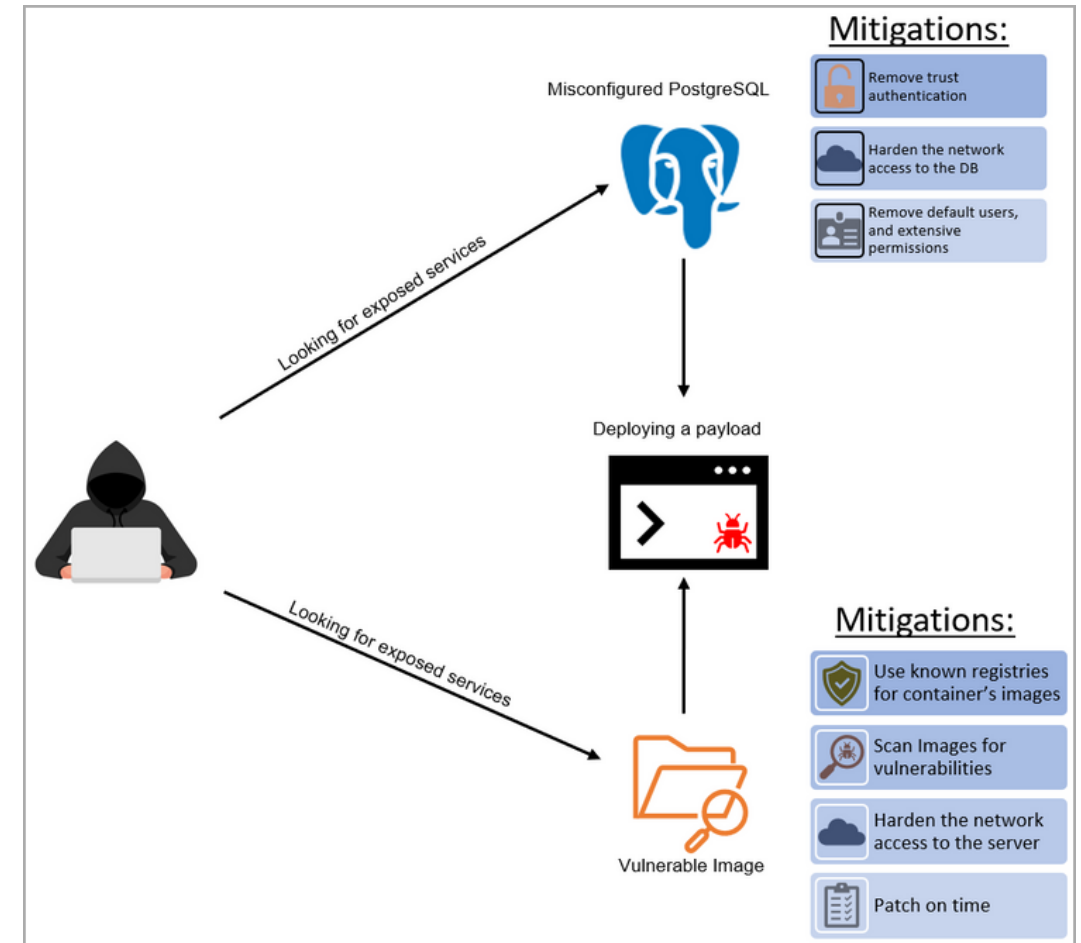 Mitigations:
Misconfigured PostgreSQL
Remove trust
authentication
Harden the network
access to the DB
Remove default users,
and extensive
permissions
Looking for exposed services
Deploying a payload
Looking for exposed services
Vulnerable Image
Mitigations:
Use known registries
for container's images
Scan Images for
vulnerabilities
Harden the network
access to the server
Patch on time